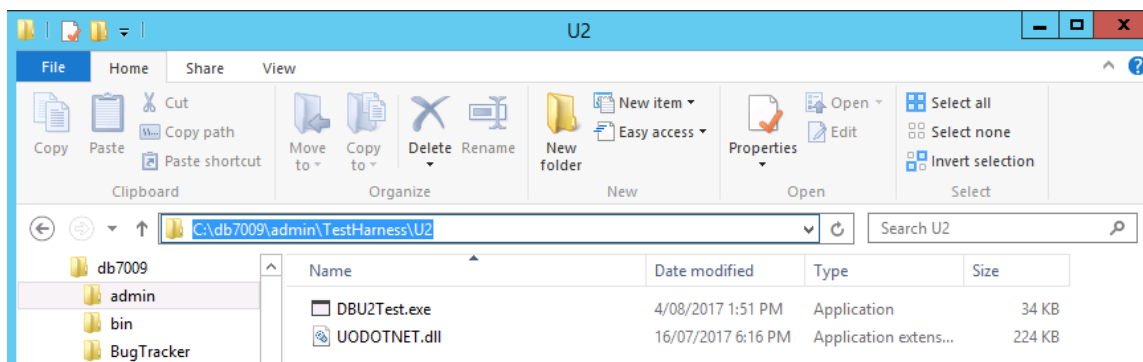 U2
File Home Share View
Cut
Copy path
Paste shortcut
Copy Paste
Move to
Copy to
Delete Rename
New folder
New item
Easy access
Properties
Open
Edit
Select all
Select none
Invert selection
Clipboard Organize New Open Select
C:\db7009\admin\TestHarness\U2 Search U2
db7009
admin
bin
BugTracker
Name Date modified Type Size
DBU2Test.exe 4/08/2017 1:51 PM Application 34 KB
UODOTNET.dll 16/07/2017 6:16 PM Application extens... 224 KB